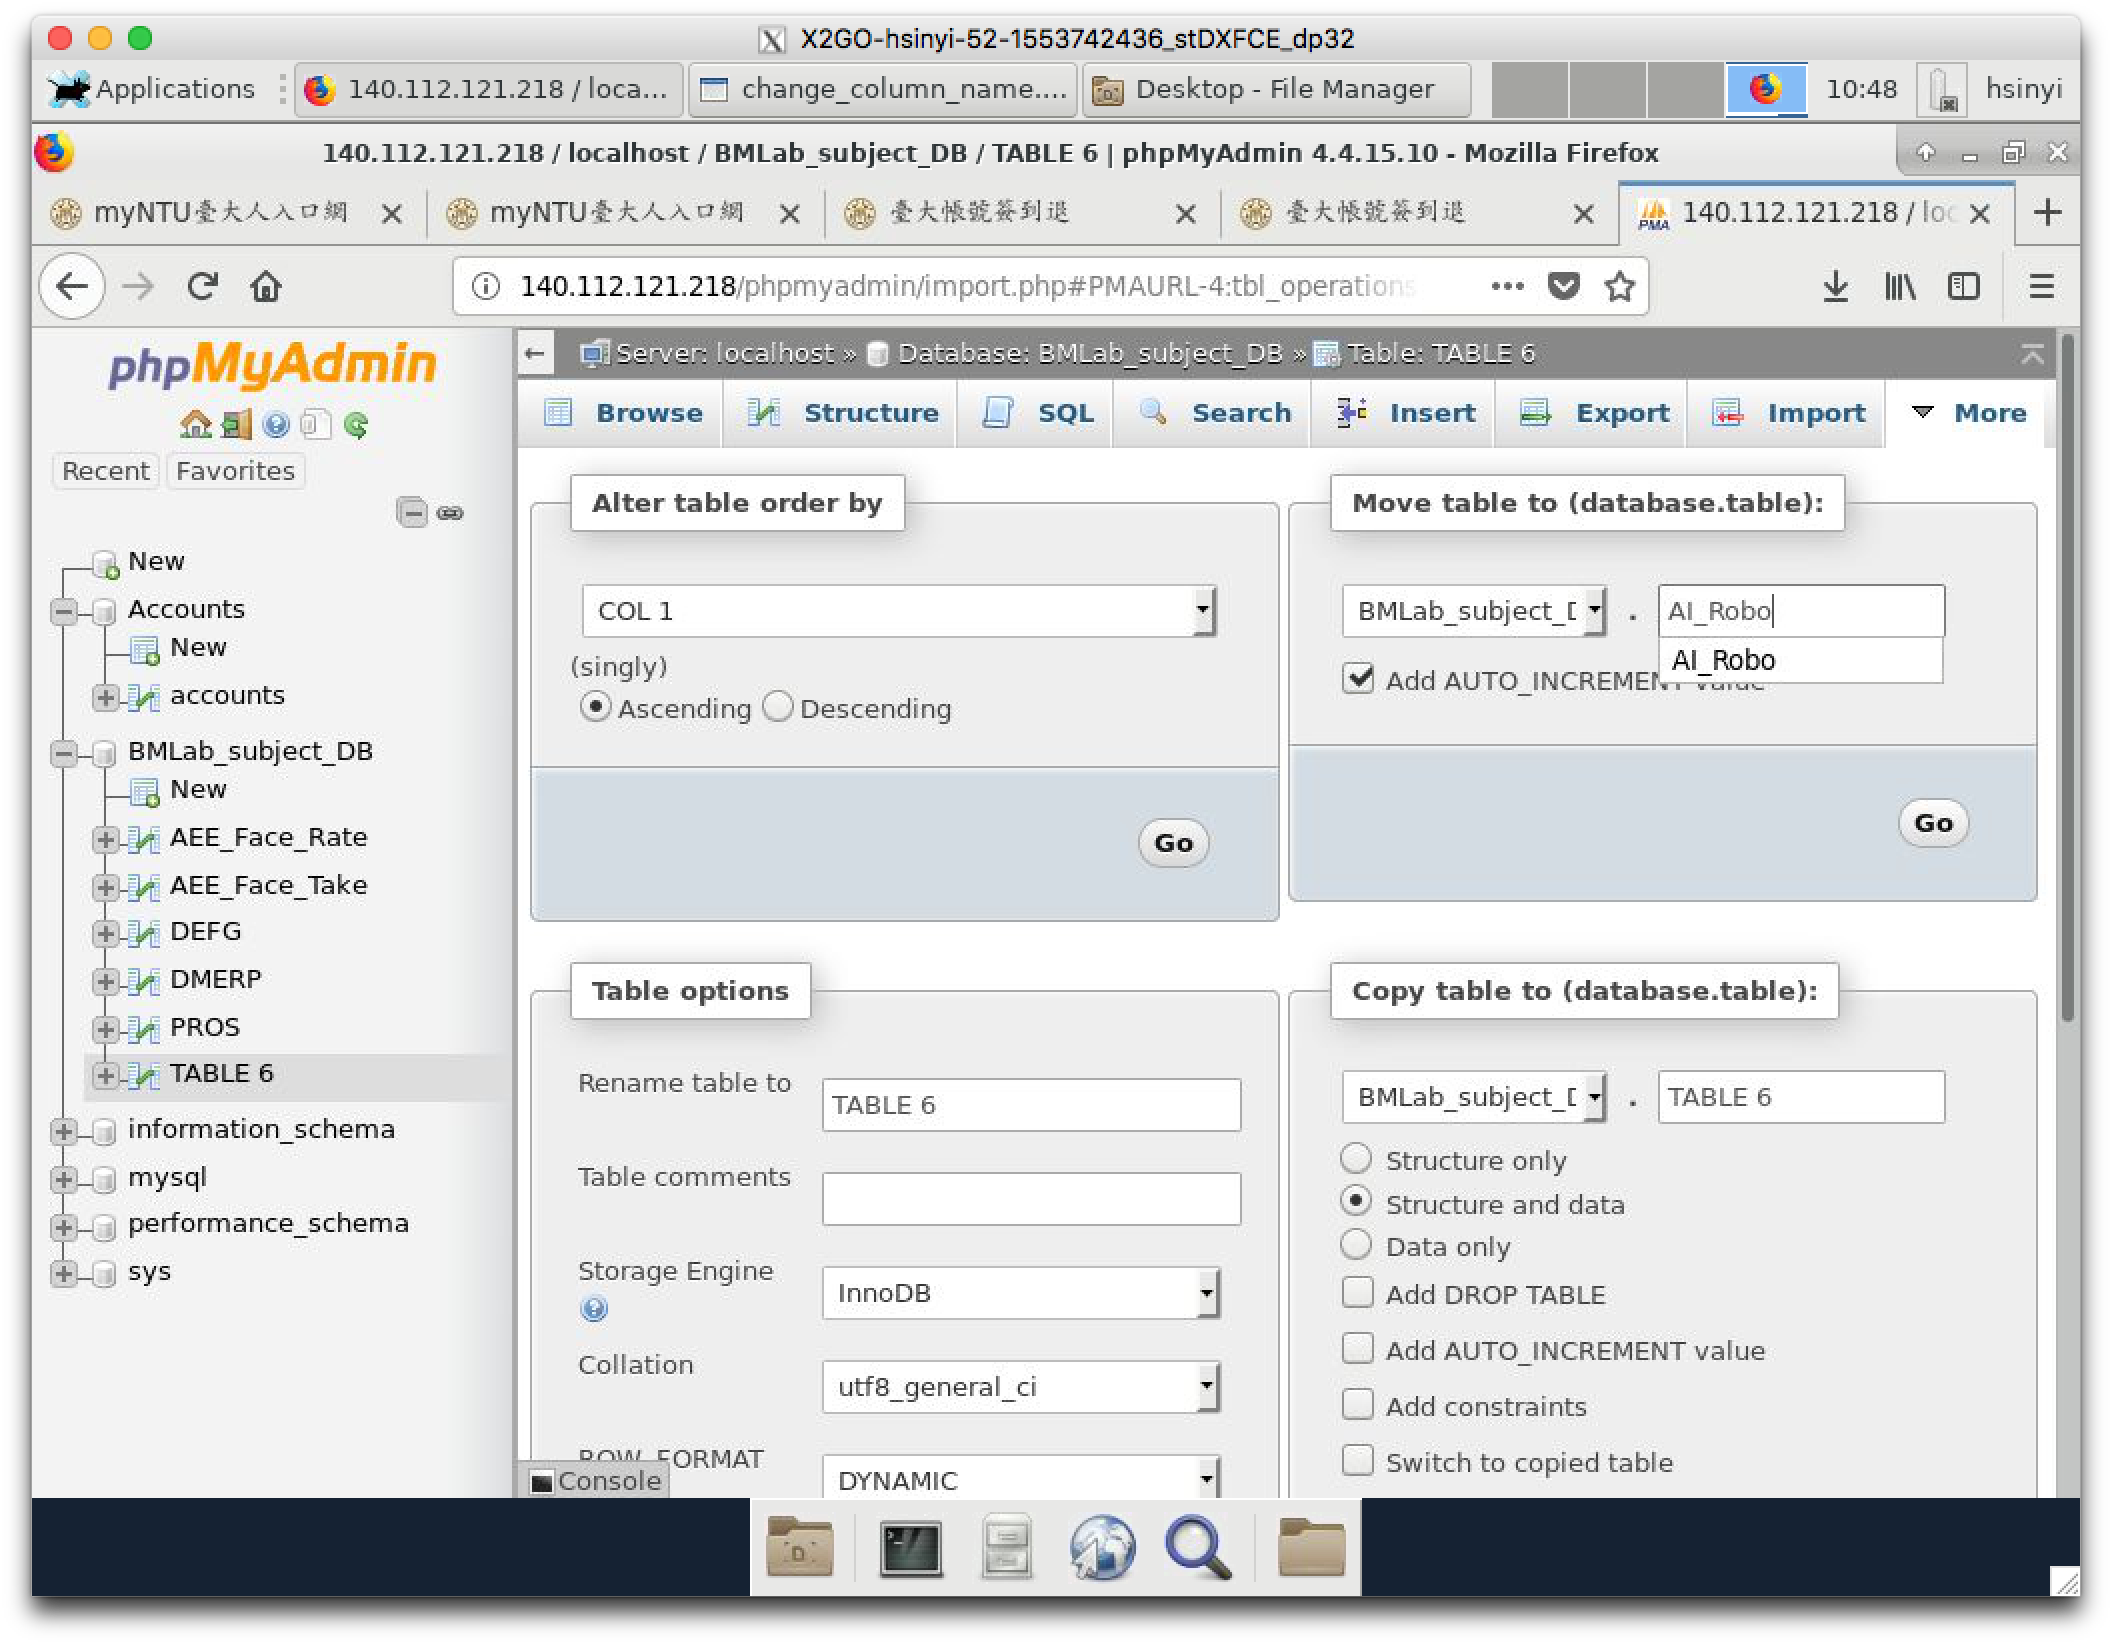 X2GO-hsinyi-52-1553742436_stDXFCE_dp32
Applications
140.112.121.218 / loca...
change_column_name....
Desktop - File Manager
10:48
hsinyi
140.112.121.218 / localhost / BMLab_subject_DB / TABLE 6 | phpMyAdmin 4.4.15.10 - Mozilla Firefox
myNTU臺大人入口網
myNTU臺大人入口網
臺大帳號簽到退
臺大帳號簽到退
PMA
140.112.121.218 / loc
140.112.121.218/phpmyadmin/import.php#PMAURL-4:tbl_operations
phpMyAdmin
Recent
Favorites
New
Accounts
New
accounts
BMLab_subject_DB
New
AEE_Face_Rate
AEE_Face_Take
DEFG
DMERP
PROS
TABLE 6
information_schema
mysql
performance_schema
sys
Server: localhost » Database: BMLab_subject_DB » Table: TABLE 6
Browse
Structure
SQL
Search
Insert
Export
Import
More
Alter table order by
COL 1
(singly)
Ascending
Descending
Go
Move table to (database.table):
BMLab_subject_D
.
AI_Robo
AI_Robo
Add AUTO_INCREMENT value
Go
Table options
Rename table to
TABLE 6
Table comments
Storage Engine
InnoDB
Collation
utf8_general_ci
ROW_FORMAT
DYNAMIC
Console
Copy table to (database.table):
BMLab_subject_D
.
TABLE 6
Structure only
Structure and data
Data only
Add DROP TABLE
Add AUTO_INCREMENT value
Add constraints
Switch to copied table